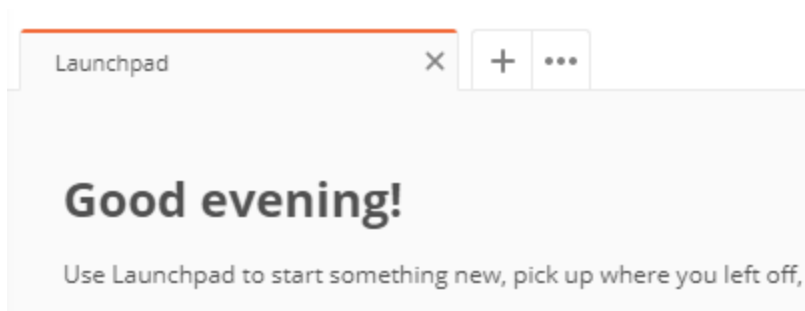 Launchpad
Good evening!
Use Launchpad to start something new, pick up where you left off,